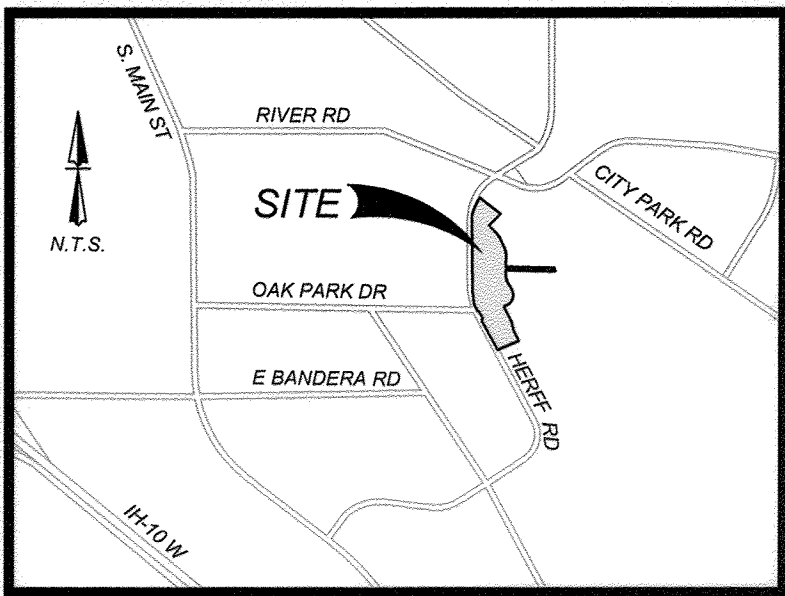 S. MAIN ST
RIVER RD
CITY PARK RD
SITE
N.T.S.
OAK PARK DR
E BANDERA RD
HERFF RD
IH-10 W